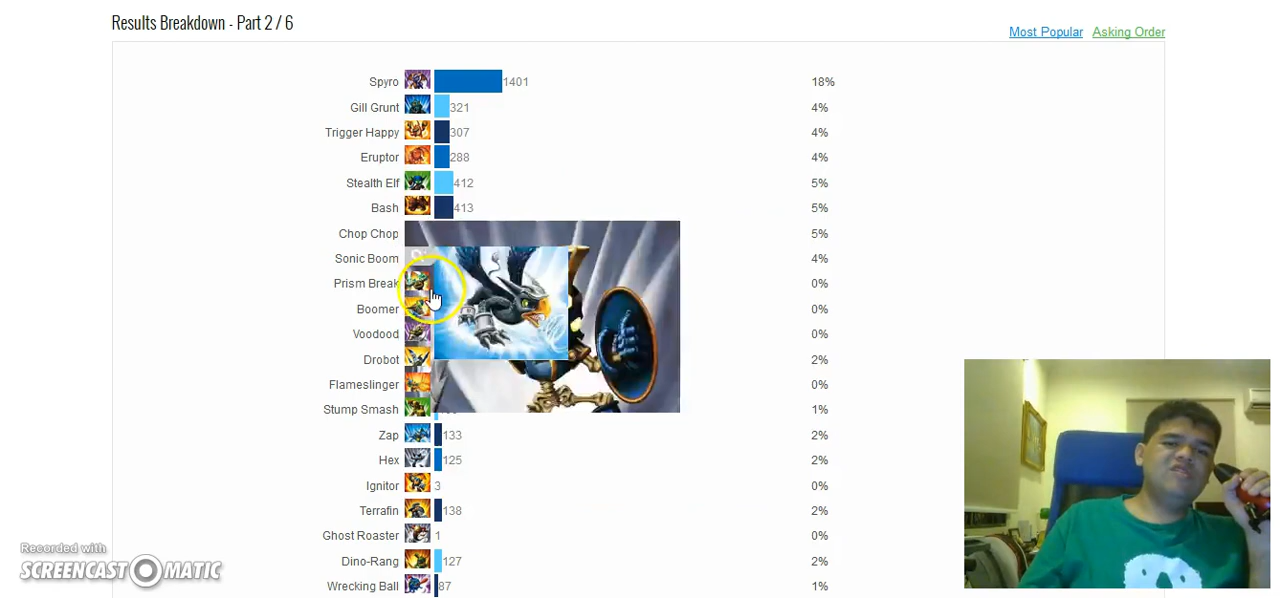 Results Breakdown - Part 2 / 6
Most Popular Asking Order
Spyro 1401 18%
Gill Grunt 321 4%
Trigger Happy 307 4%
Eruptor 288 4%
Stealth Elf 412 5%
Bash 413 5%
Chop Chop 5%
Sonic Boom 4%
Prism Break 0%
Boomer 0%
Voodood 0%
Drobot 2%
Flameslinger 0%
Stump Smash 1%
Zap 133 2%
Hex 125 2%
Ignitor 3 0%
Terrafin 138 2%
Ghost Roaster 1 0%
Dino-Rang 127 2%
Wrecking Ball 87 1%
Recorded with
SCREENCAST-O-MATIC